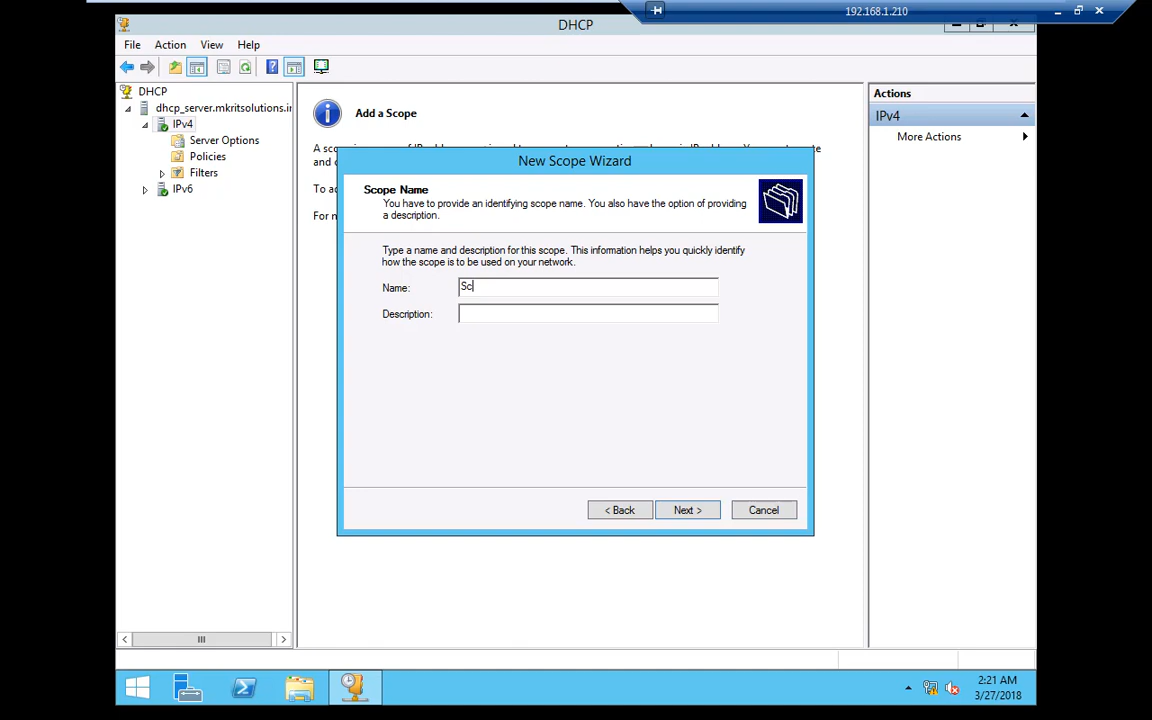 192.168.1.210
DHCP
File Action View Help
DHCP
dhcp_server.mkritsolutions.in
IPv4
Server Options
Policies
Filters
IPv6
Add a Scope
New Scope Wizard
Scope Name
You have to provide an identifying scope name. You also have the option of providing
a description.
Type a name and description for this scope. This information helps you quickly identify
how the scope is to be used on your network.
Name: Sc
Description:
< Back Next > Cancel
Actions
IPv4
More Actions
2:21 AM
3/27/2018